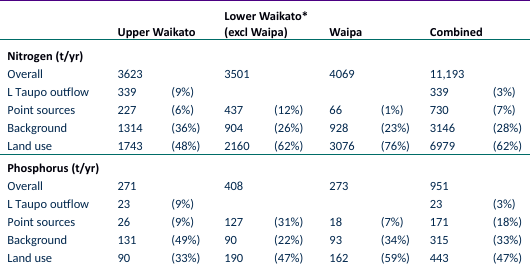 Lower Waikato*
Upper Waikato (excl Waipa) Waipa Combined
Nitrogen (t/yr)
Overall 3623 3501 4069 11,193
L Taupo outflow 339 (9%) 339 (3%)
Point sources 227 (6%) 437 (12%) 66 (1%) 730 (7%)
Background 1314 (36%) 904 (26%) 928 (23%) 3146 (28%)
Land use 1743 (48%) 2160 (62%) 3076 (76%) 6979 (62%)
Phosphorus (t/yr)
Overall 271 408 273 951
L Taupo outflow 23 (9%) 23 (3%)
Point sources 26 (9%) 127 (31%) 18 (7%) 171 (18%)
Background 131 (49%) 90 (22%) 93 (34%) 315 (33%)
Land use 90 (33%) 190 (47%) 162 (59%) 443 (47%)